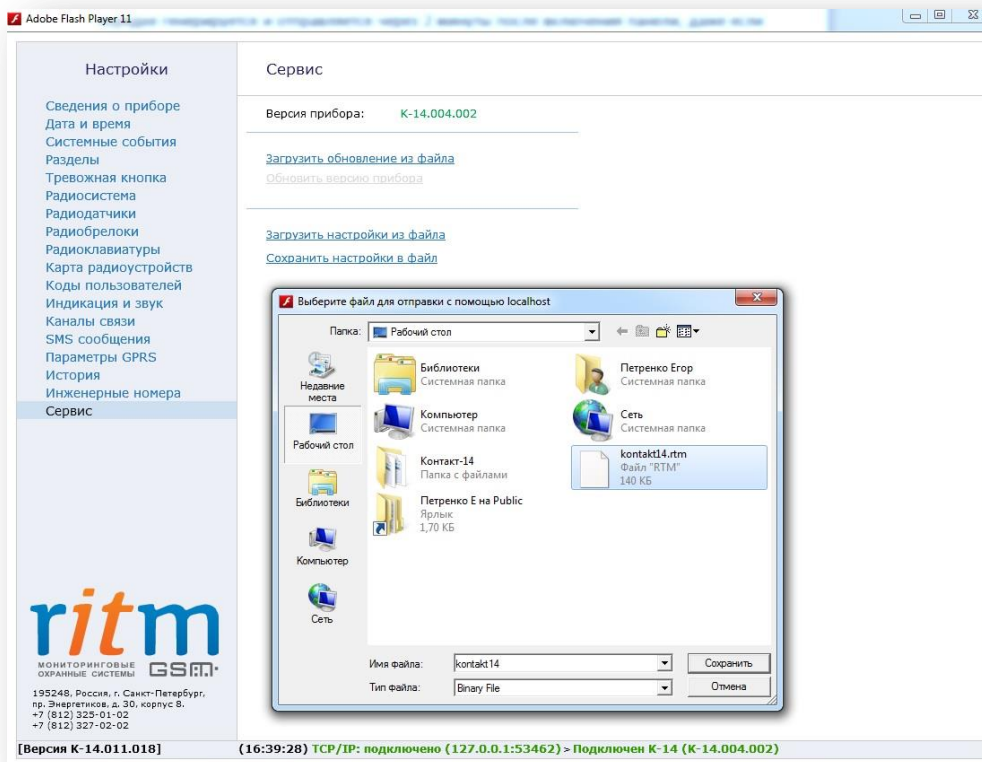 Adobe Flash Player 11
Настройки
Сведения о приборе
Дата и время
Системные события
Разделы
Тревожная кнопка
Радиосистема
Радиодатчики
Радиобрелоки
Радиоклавиатуры
Карта радиоустройств
Коды пользователей
Индикация и звук
Каналы связи
SMS сообщения
Параметры GPRS
История
Инженерные номера
Сервис
ritm
МОНИТОРИНГОВЫЕ
ОХРАННЫЕ СИСТЕМЫ GSM
195248, Россия, г. Санкт-Петербург,
пр. Энергетиков, д. 30, корпус 8.
+7 (812) 325-01-02
+7 (812) 327-02-02
Сервис
Версия прибора: K-14.004.002
Загрузить обновление из файла
Обновить версию прибора
Загрузить настройки из файла
Сохранить настройки в файл
Выберите файл для отправки с помощью localhost
Папка: Рабочий стол
Недавние
места
Рабочий стол
Библиотеки
Компьютер
Сеть
Библиотеки
Системная папка
Петренко Егор
Системная папка
Компьютер
Системная папка
Сеть
Системная папка
Контакт-14
Папка с файлами
kontakt14.rtm
Файл "RTM"
140 КБ
Петренко Е на Public
Ярлык
1,70 КБ
Имя файла: kontakt14 Сохранить
Тип файла: Binary File Отмена
[Версия K-14.011.018] (16:39:28) TCP/IP: подключено (127.0.0.1:53462) > Подключен K-14 (K-14.004.002)